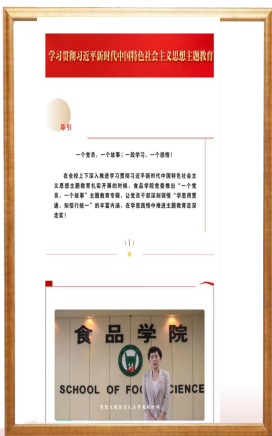 学习贯彻习近平新时代中国特色社会主义思想主题教育
导引
一个党员，一个故事；一段学习，一个感悟！
在全校上下深入推进学习贯彻习近平新时代中国特色社会主
义思想主题教育扎实开展的时候，食品学院党委推出“一个党
员，一个故事”主题教育专辑，让党员干部深刻领悟“学思用贯
通、知信行统一”的丰富内涵，在学思践悟中推进主题教育走深
走实！
食品学院
SCHOOL OF FOOD SCIENCE